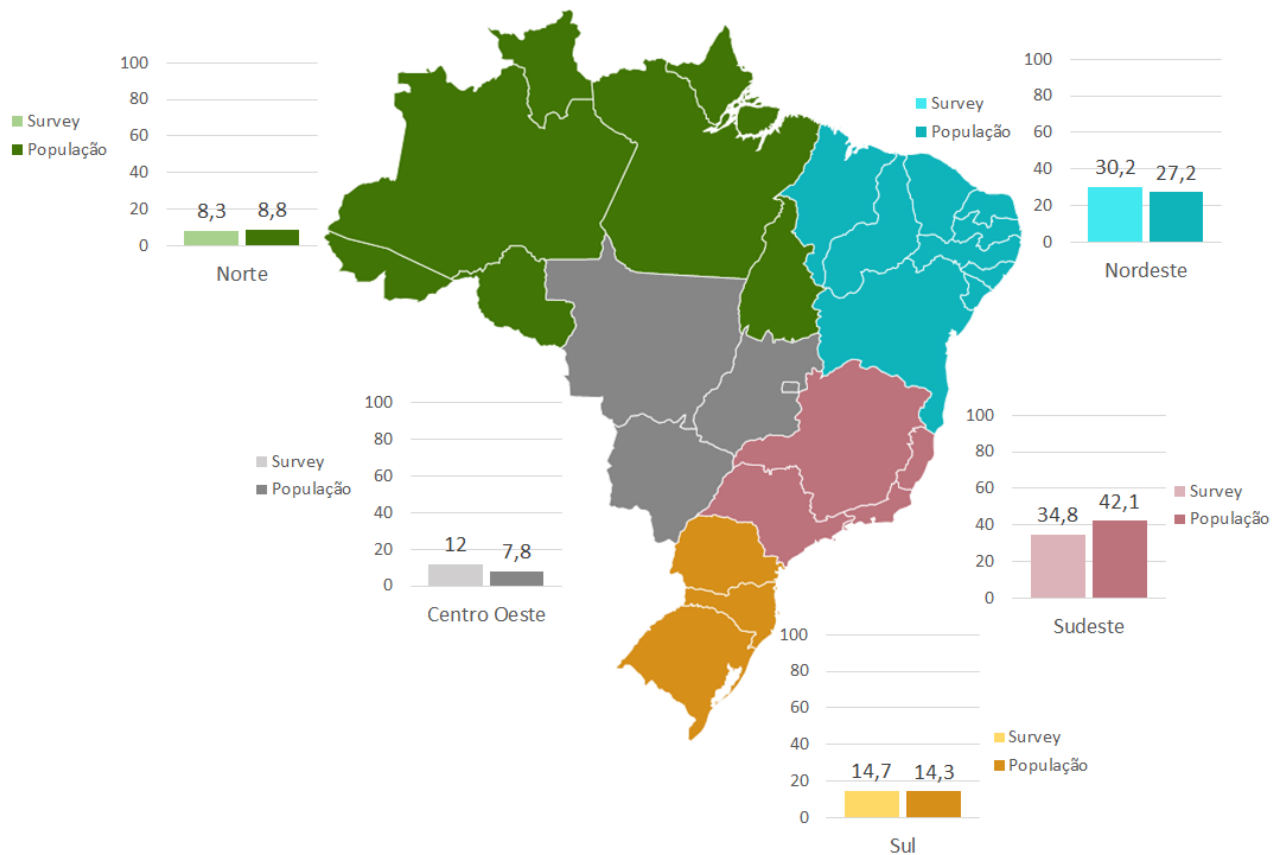 100
80
60
40
20
0
Survey
População
8,3
8,8
Norte
100
80
60
40
20
0
Survey
População
30,2
27,2
Nordeste
100
80
60
40
20
0
Survey
População
12
7,8
Centro Oeste
100
80
60
40
20
0
34,8
42,1
Survey
População
Sudeste
100
80
60
40
20
0
14,7
14,3
Survey
População
Sul